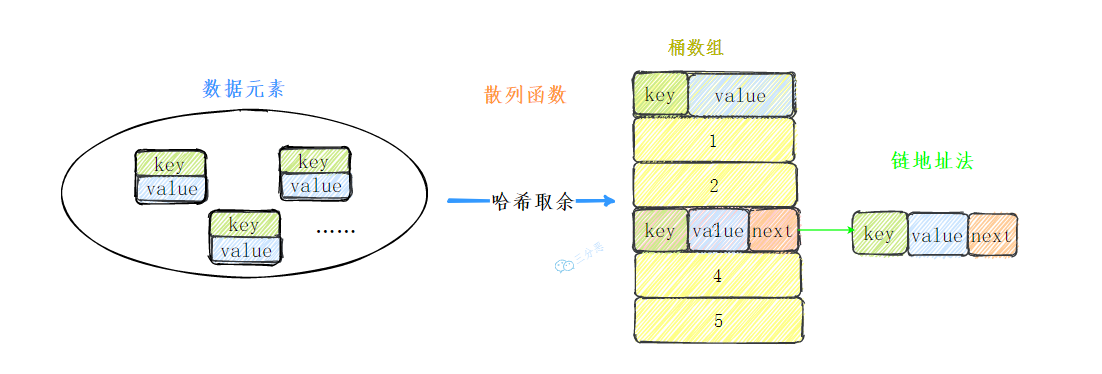 数据元素
key
value
key
value
key
value
……
散列函数
哈希取余
桶数组
key value
1
2
key value next
4
5
链地址法
key value next
三分恶